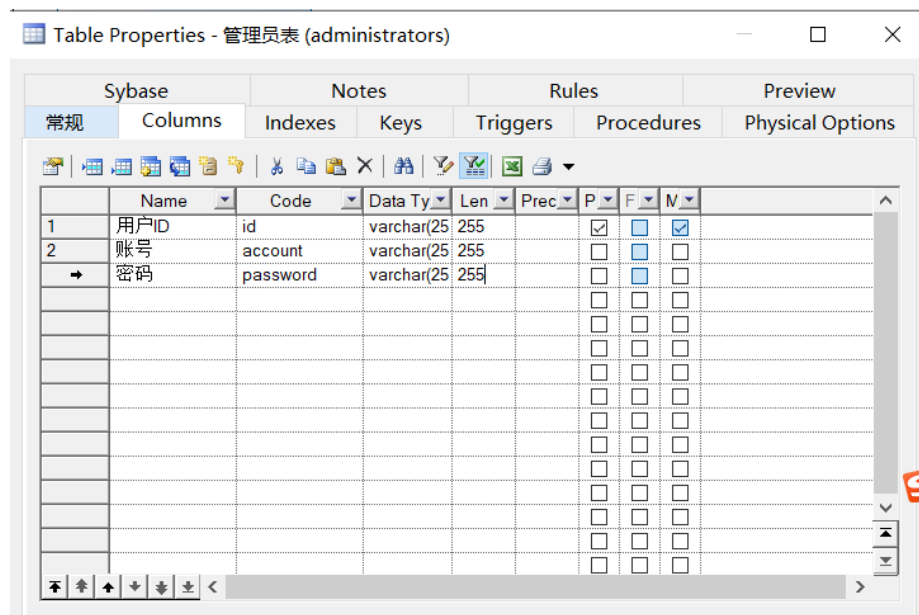 Table Properties - 管理员表 (administrators)
Sybase Notes Rules Preview
常规 Columns Indexes Keys Triggers Procedures Physical Options
Name Code Data Ty Len Prec P F M
1 用户ID id varchar(25 255
2 账号 account varchar(25 255
密码 password varchar(25 255